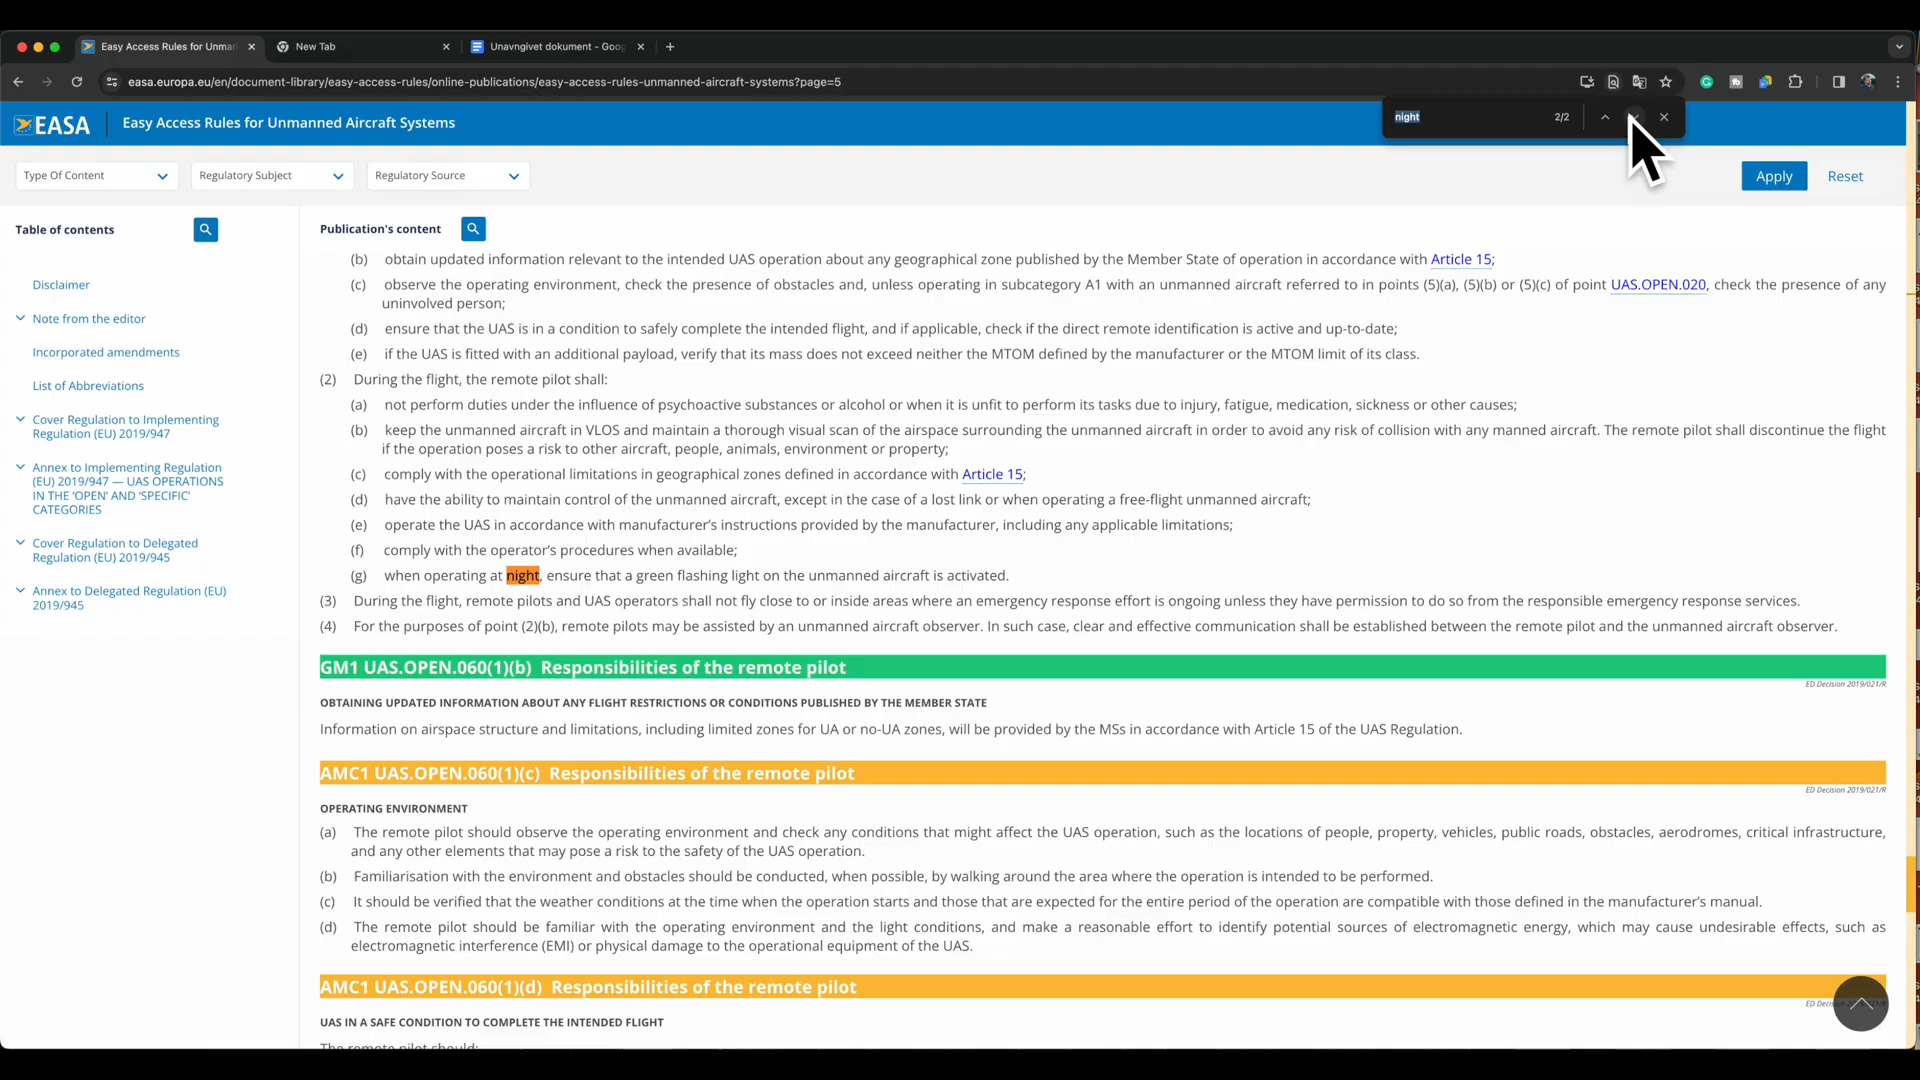 Easy Access Rules for Unman
New Tab
Unavngivet dokument - Goog
easa.europa.eu/en/document-library/easy-access-rules/online-publications/easy-access-rules-unmanned-aircraft-systems?page=5
night 2/2
EASA Easy Access Rules for Unmanned Aircraft Systems
Type Of Content
Regulatory Subject
Regulatory Source
Apply
Reset
Table of contents
Disclaimer
Note from the editor
Incorporated amendments
List of Abbreviations
Cover Regulation to Implementing
Regulation (EU) 2019/947
Annex to Implementing Regulation
(EU) 2019/947 — UAS OPERATIONS
IN THE ‘OPEN’ AND ‘SPECIFIC’
CATEGORIES
Cover Regulation to Delegated
Regulation (EU) 2019/945
Annex to Delegated Regulation (EU)
2019/945
Publication's content
(b) obtain updated information relevant to the intended UAS operation about any geographical zone published by the Member State of operation in accordance with Article 15;
(c) observe the operating environment, check the presence of obstacles and, unless operating in subcategory A1 with an unmanned aircraft referred to in points (5)(a), (5)(b) or (5)(c) of point UAS.OPEN.020, check the presence of any
uninvolved person;
(d) ensure that the UAS is in a condition to safely complete the intended flight, and if applicable, check if the direct remote identification is active and up-to-date;
(e) if the UAS is fitted with an additional payload, verify that its mass does not exceed neither the MTOM defined by the manufacturer or the MTOM limit of its class.
(2) During the flight, the remote pilot shall:
(a) not perform duties under the influence of psychoactive substances or alcohol or when it is unfit to perform its tasks due to injury, fatigue, medication, sickness or other causes;
(b) keep the unmanned aircraft in VLOS and maintain a thorough visual scan of the airspace surrounding the unmanned aircraft in order to avoid any risk of collision with any manned aircraft. The remote pilot shall discontinue the flight
if the operation poses a risk to other aircraft, people, animals, environment or property;
(c) comply with the operational limitations in geographical zones defined in accordance with Article 15;
(d) have the ability to maintain control of the unmanned aircraft, except in the case of a lost link or when operating a free-flight unmanned aircraft;
(e) operate the UAS in accordance with manufacturer’s instructions provided by the manufacturer, including any applicable limitations;
(f) comply with the operator’s procedures when available;
(g) when operating at night, ensure that a green flashing light on the unmanned aircraft is activated.
(3) During the flight, remote pilots and UAS operators shall not fly close to or inside areas where an emergency response effort is ongoing unless they have permission to do so from the responsible emergency response services.
(4) For the purposes of point (2)(b), remote pilots may be assisted by an unmanned aircraft observer. In such case, clear and effective communication shall be established between the remote pilot and the unmanned aircraft observer.
GM1 UAS.OPEN.060(1)(b) Responsibilities of the remote pilot
ED Decision 2019/021/R
OBTAINING UPDATED INFORMATION ABOUT ANY FLIGHT RESTRICTIONS OR CONDITIONS PUBLISHED BY THE MEMBER STATE
Information on airspace structure and limitations, including limited zones for UA or no-UA zones, will be provided by the MSs in accordance with Article 15 of the UAS Regulation.
AMC1 UAS.OPEN.060(1)(c) Responsibilities of the remote pilot
ED Decision 2019/021/R
OPERATING ENVIRONMENT
(a) The remote pilot should observe the operating environment and check any conditions that might affect the UAS operation, such as the locations of people, property, vehicles, public roads, obstacles, aerodromes, critical infrastructure,
and any other elements that may pose a risk to the safety of the UAS operation.
(b) Familiarisation with the environment and obstacles should be conducted, when possible, by walking around the area where the operation is intended to be performed.
(c) It should be verified that the weather conditions at the time when the operation starts and those that are expected for the entire period of the operation are compatible with those defined in the manufacturer’s manual.
(d) The remote pilot should be familiar with the operating environment and the light conditions, and make a reasonable effort to identify potential sources of electromagnetic energy, which may cause undesirable effects, such as
electromagnetic interference (EMI) or physical damage to the operational equipment of the UAS.
AMC1 UAS.OPEN.060(1)(d) Responsibilities of the remote pilot
UAS IN A SAFE CONDITION TO COMPLETE THE INTENDED FLIGHT
The remote pilot should: